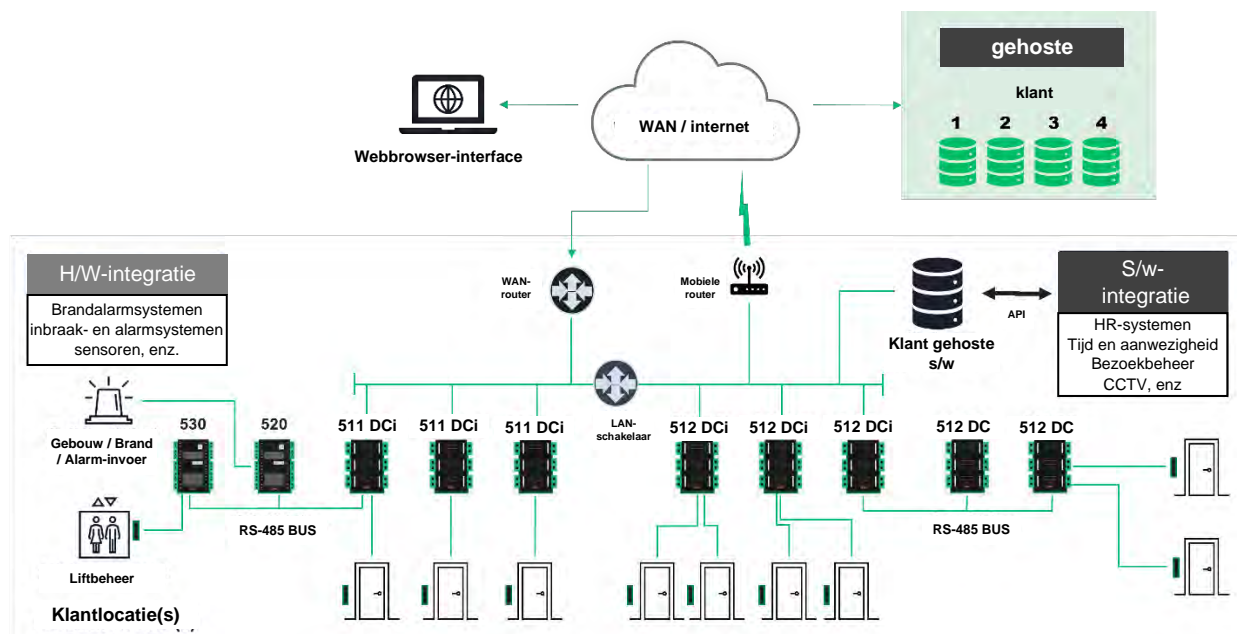 gehoste
klant
1 2 3 4
WAN / internet
Webbrowser-interface
H/W-integratie
Brandalarmsystemen
inbraak- en alarmsystemen
sensoren, enz.
WAN-
router
Mobiele
router
Klant gehoste
s/w
API
S/w-
integratie
HR-systemen
Tijd en aanwezigheid
Bezoekbeheer
CCTV, enz
LAN-
schakelaar
Gebouw / Brand
/ Alarm-invoer
530
520
511 DCi
511 DCi
511 DCi
512 DCi
512 DCi
512 DCi
512 DC
512 DC
RS-485 BUS
RS-485 BUS
Liftbeheer
Klantlocatie(s)